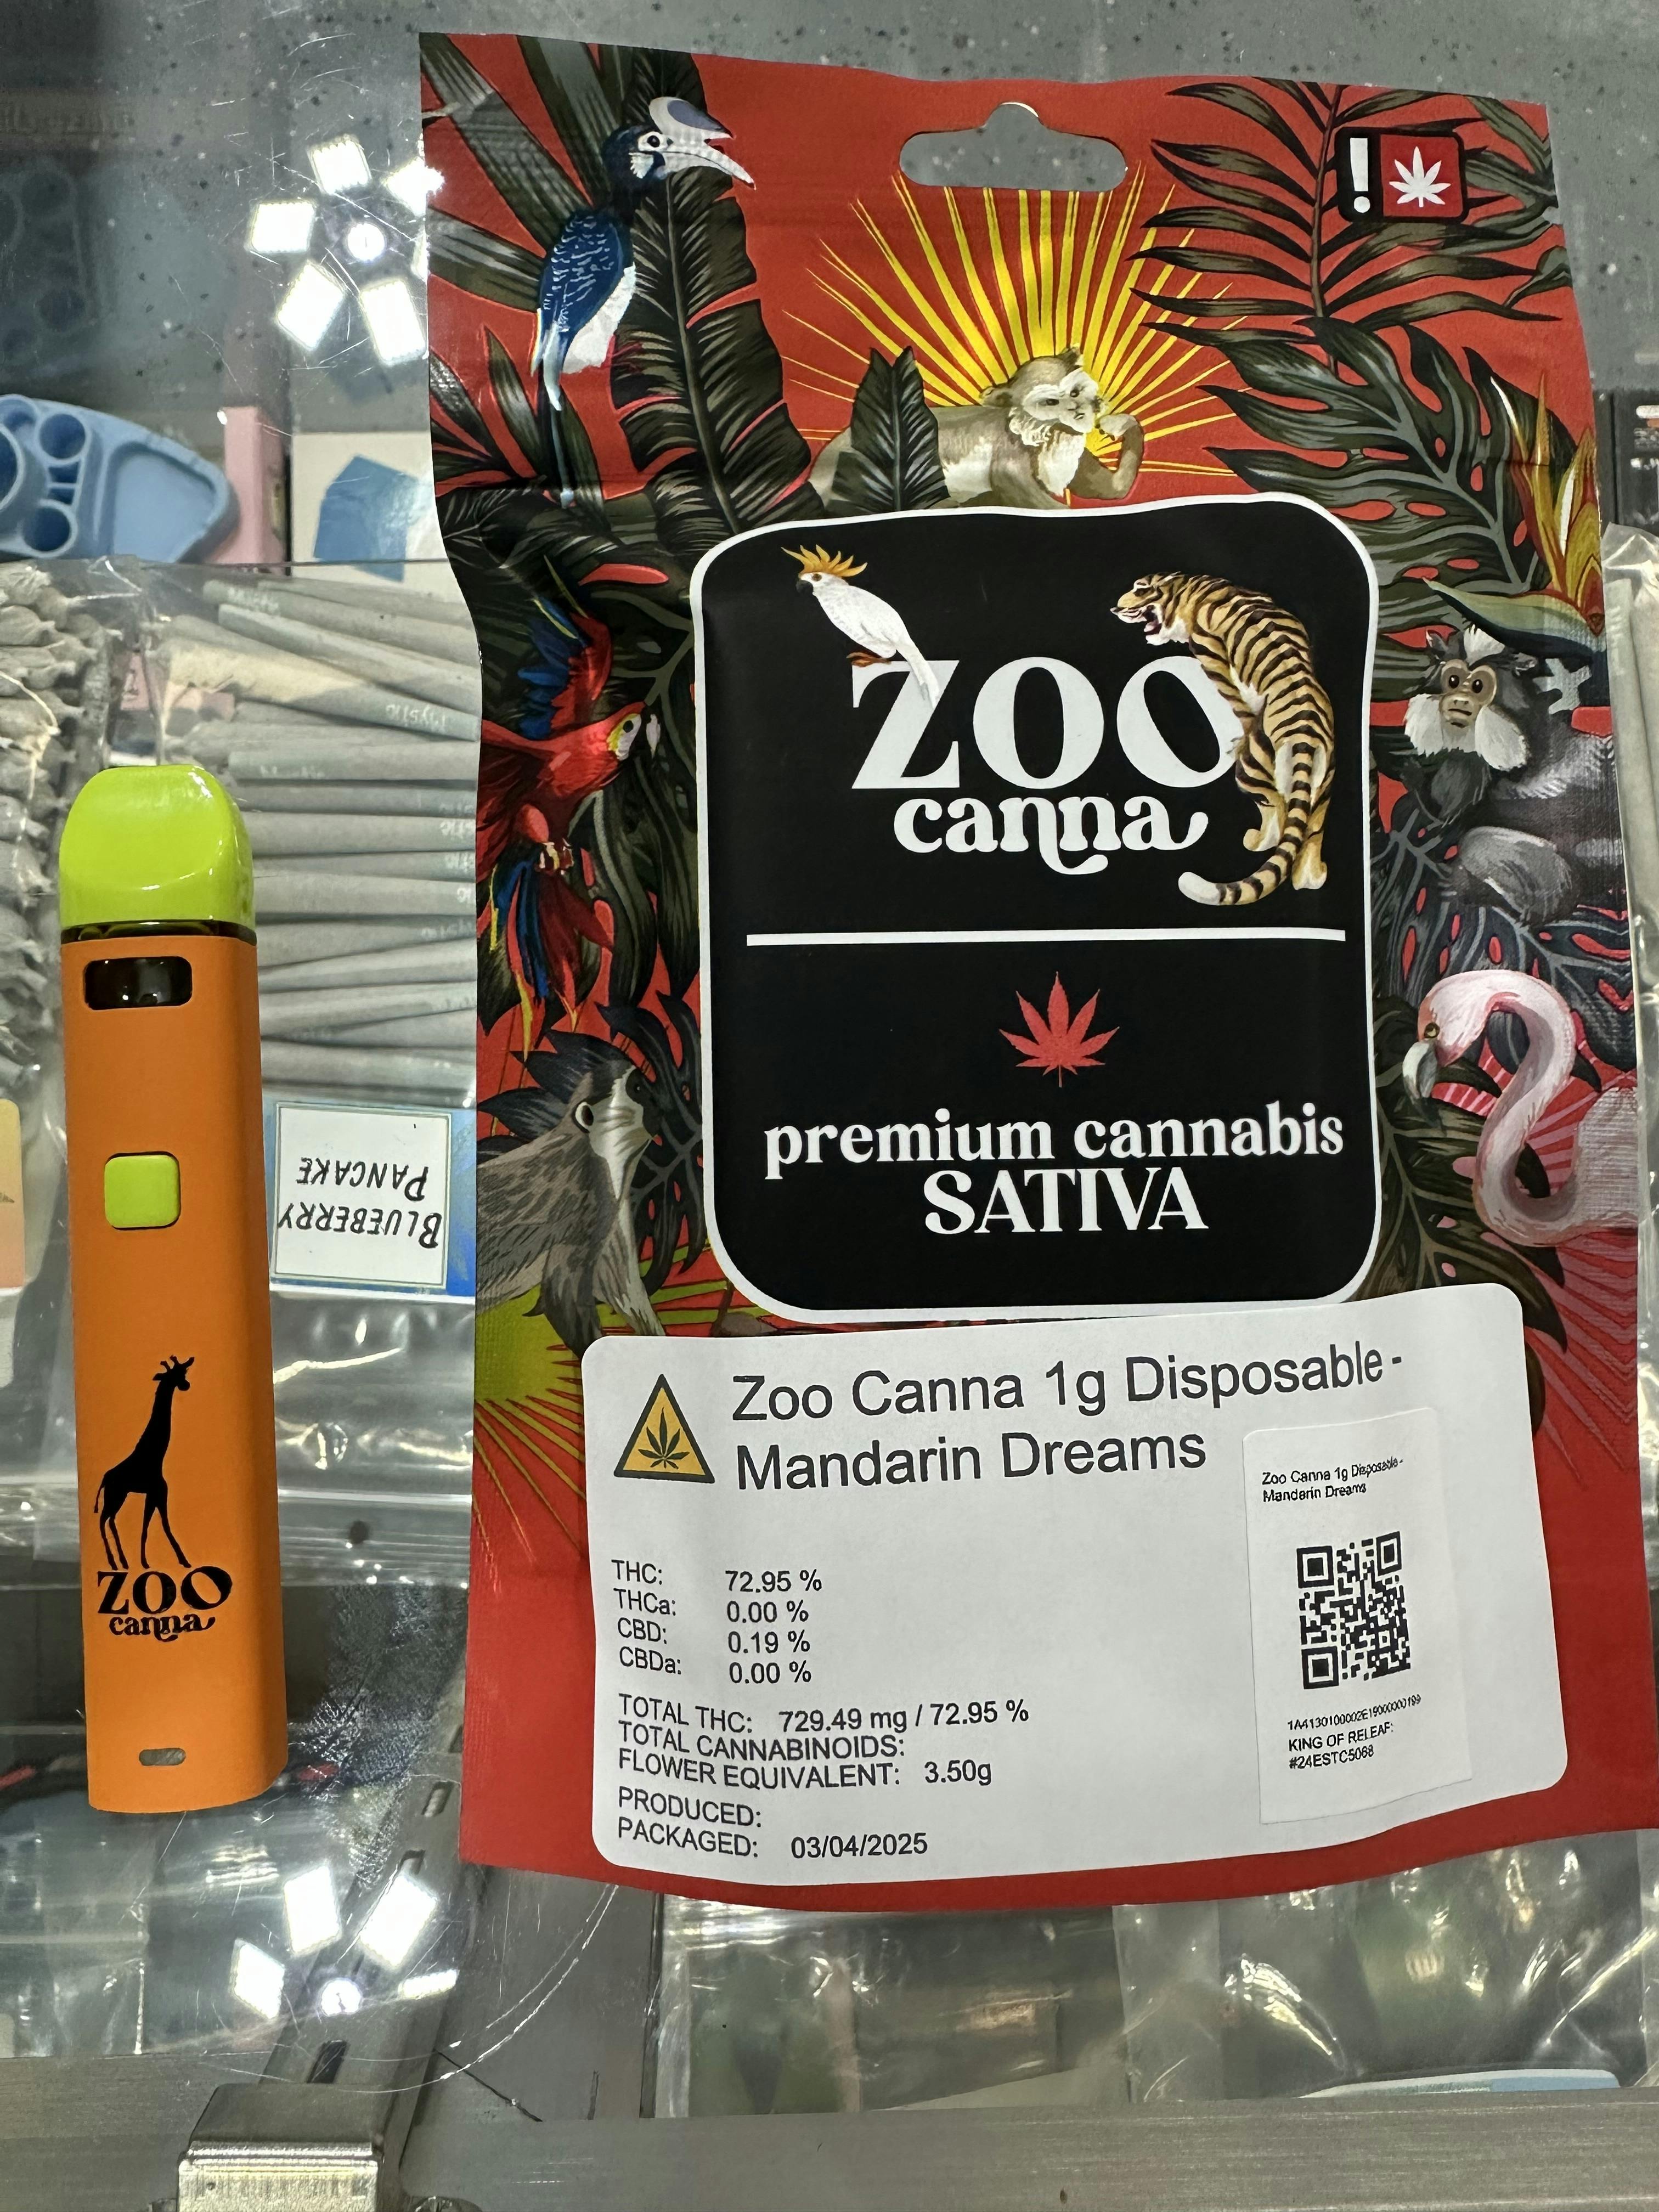 ZOO
canna
premium cannabis
SATIVA
Zoo Canna 1g Disposable -
Mandarin Dreams
THC: 72.95 %
THCa: 0.00 %
CBD: 0.19 %
CBDa: 0.00 %
TOTAL THC: 729.49 mg / 72.95 %
TOTAL CANNABINOIDS:
FLOWER EQUIVALENT: 3.50g
PRODUCED:
PACKAGED: 03/04/2025
Zoo Canna 1g Disposable -
Mandarin Dreams
1A4130100002E19000000199
KING OF RELEAF:
#24ESTC5068
ZOO
canna
BLUEBERRY
PANCAKE
Mystic